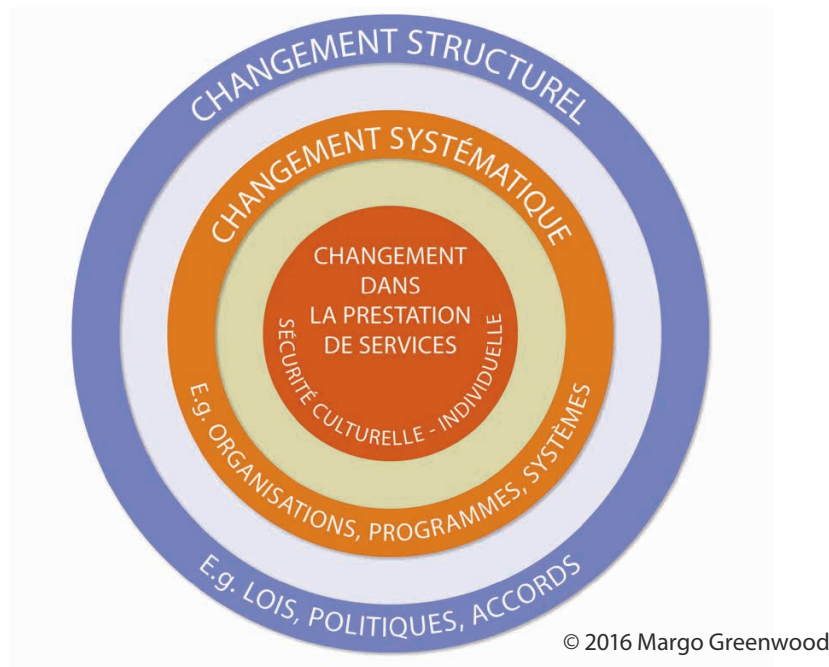 CHANGEMENT STRUCTUREL
CHANGEMENT SYSTÉMATIQUE
CHANGEMENT
DANS
LA PRESTATION
DE SERVICES
SÉCURITÉ CULTURELLE - INDIVIDUELLE
E.g. ORGANISATIONS, PROGRAMMES, SYSTÈMES
E.g. LOIS, POLITIQUES, ACCORDS
© 2016 Margo Greenwood